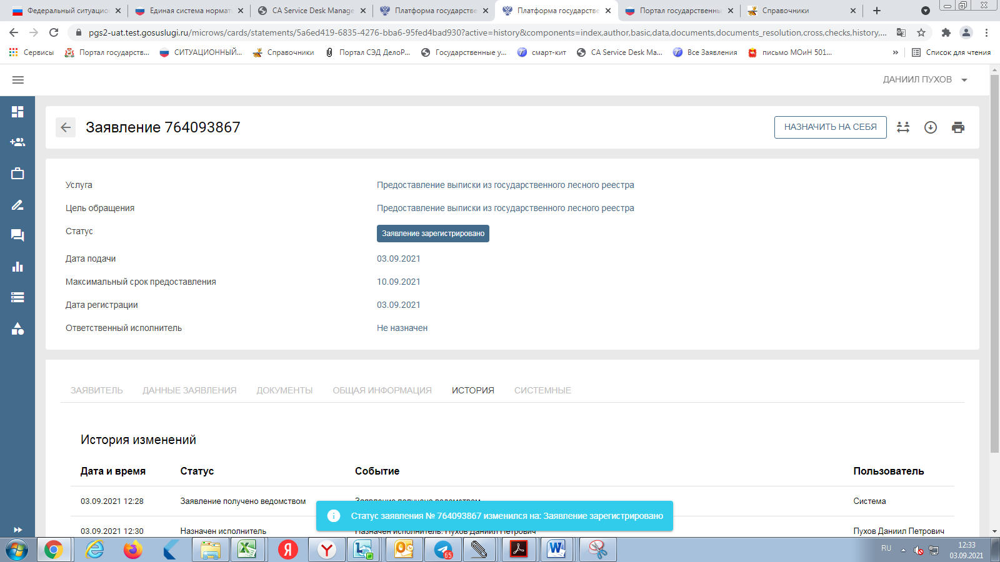 Федеральный ситуацион
Единая система нормат
CA Service Desk Manage
Платформа государстве
Платформа государстве
Портал государственны
Справочники
pgs2-uat.test.gosuslugi.ru/microws/cards/statements/5a6ed419-6835-4276-bba6-95fed4bad930?active=history&components=index,author,basic,data,documents,documents_resolution,cross,checks,history,...
Сервисы
Портал государств...
СИТУАЦИОННЫЙ...
Справочники
Портал СЭД ДелоР...
Государственные у...
смарт-кит
CA Service Desk Ma...
Все Заявления
письмо МОиН 501...
»
Список для чтения
ДАНИИЛ ПУХОВ
Заявление 764093867
НАЗНАЧИТЬ НА СЕБЯ
Услуга Предоставление выписки из государственного лесного реестра
Цель обращения Предоставление выписки из государственного лесного реестра
Статус Заявление зарегистрировано
Дата подачи 03.09.2021
Максимальный срок предоставления 10.09.2021
Дата регистрации 03.09.2021
Ответственный исполнитель Не назначен
ЗАЯВИТЕЛЬ ДАННЫЕ ЗАЯВЛЕНИЯ ДОКУМЕНТЫ ОБЩАЯ ИНФОРМАЦИЯ ИСТОРИЯ СИСТЕМНЫЕ
История изменений
Дата и время Статус Событие Пользователь
03.09.2021 12:28 Заявление получено ведомством Заявление получено ведомством Система
Статус заявления № 764093867 изменился на: Заявление зарегистрировано
03.09.2021 12:30 Назначен исполнитель Назначен исполнитель: Пухов Даниил Петрович Пухов Даниил Петрович
65
RU
12:33
03.09.2021